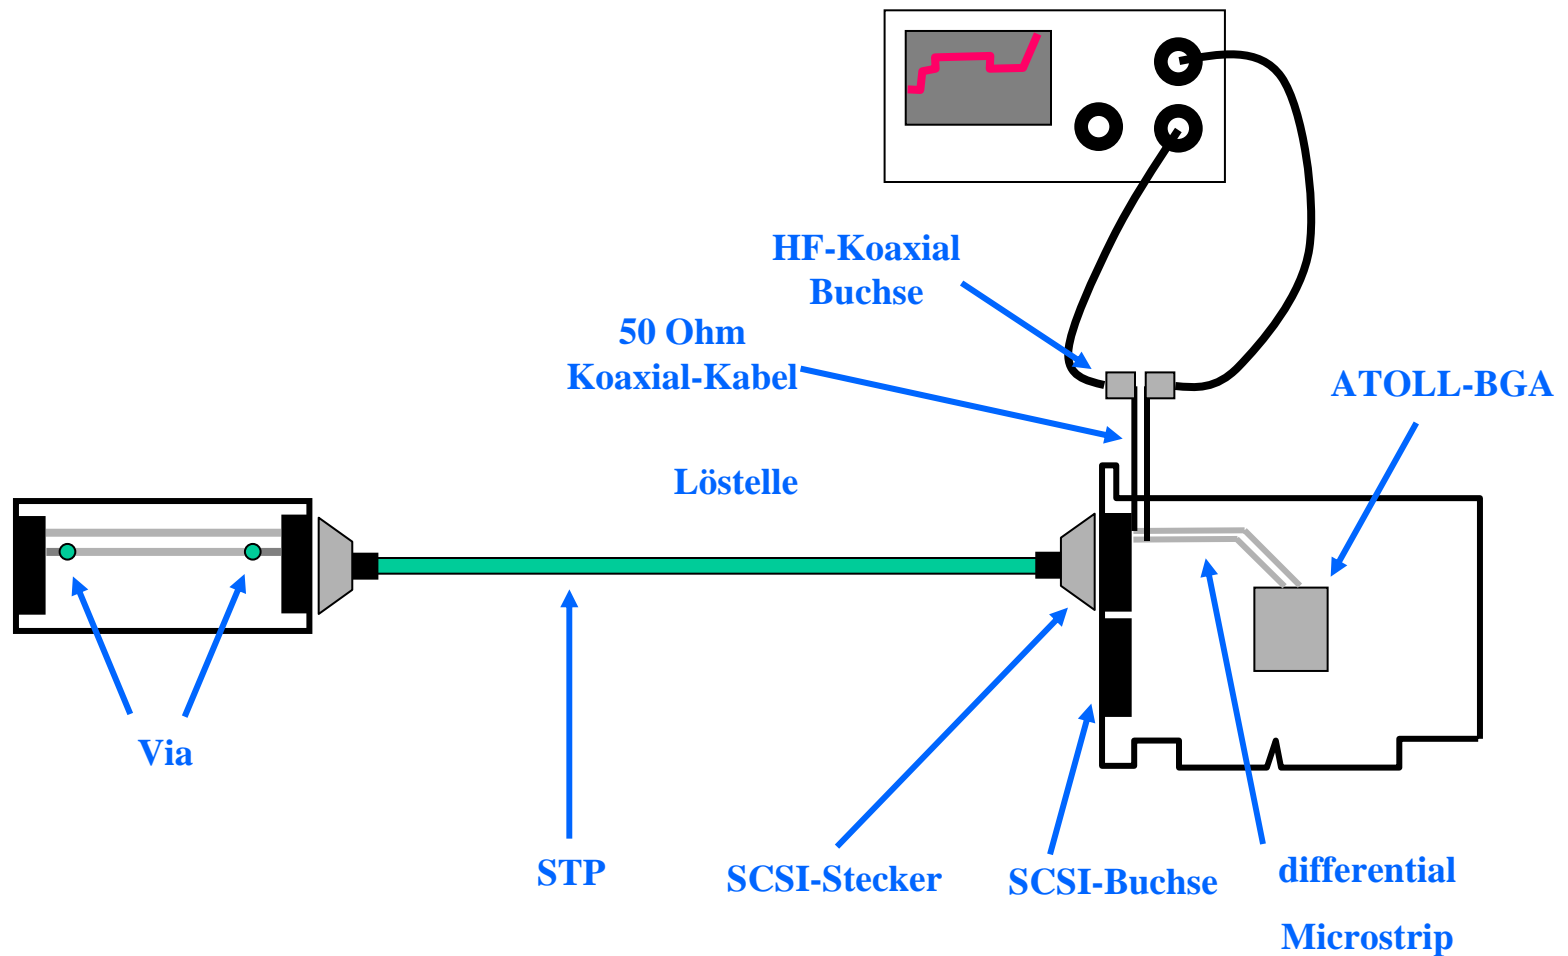 HF-Koaxial
Buchse
50 Ohm
Koaxial-Kabel
ATOLL-BGA
Löstelle
Via
STP
SCSI-Stecker
SCSI-Buchse
differential
Microstrip